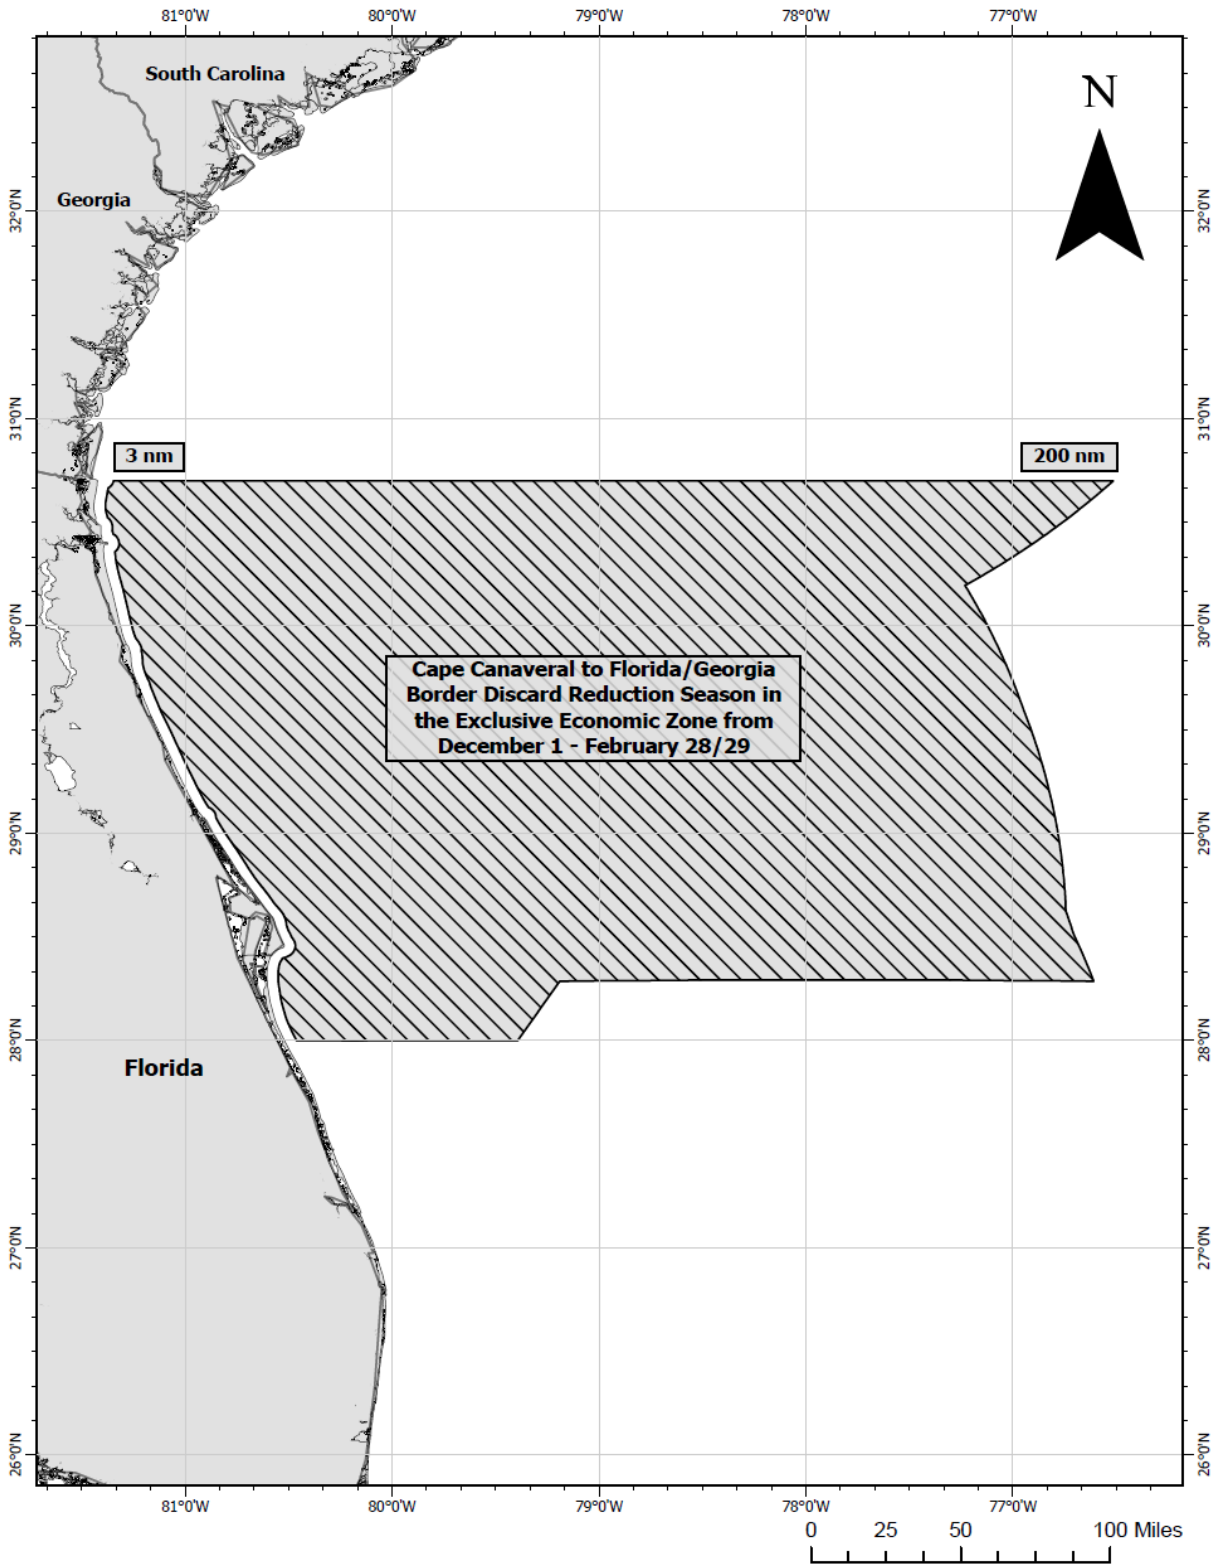 81°0'W 80°0'W 79°0'W 78°0'W 77°0'W
South Carolina
N
Georgia
32°0'N 32°0'N
31°0'N 31°0'N
3 nm 200 nm
30°0'N 30°0'N
Cape Canaveral to Florida/Georgia
Border Discard Reduction Season in
the Exclusive Economic Zone from
December 1 - February 28/29
29°0'N 29°0'N
28°0'N 28°0'N
Florida
27°0'N 27°0'N
26°0'N 26°0'N
81°0'W 80°0'W 79°0'W 78°0'W 77°0'W
0 25 50 100 Miles